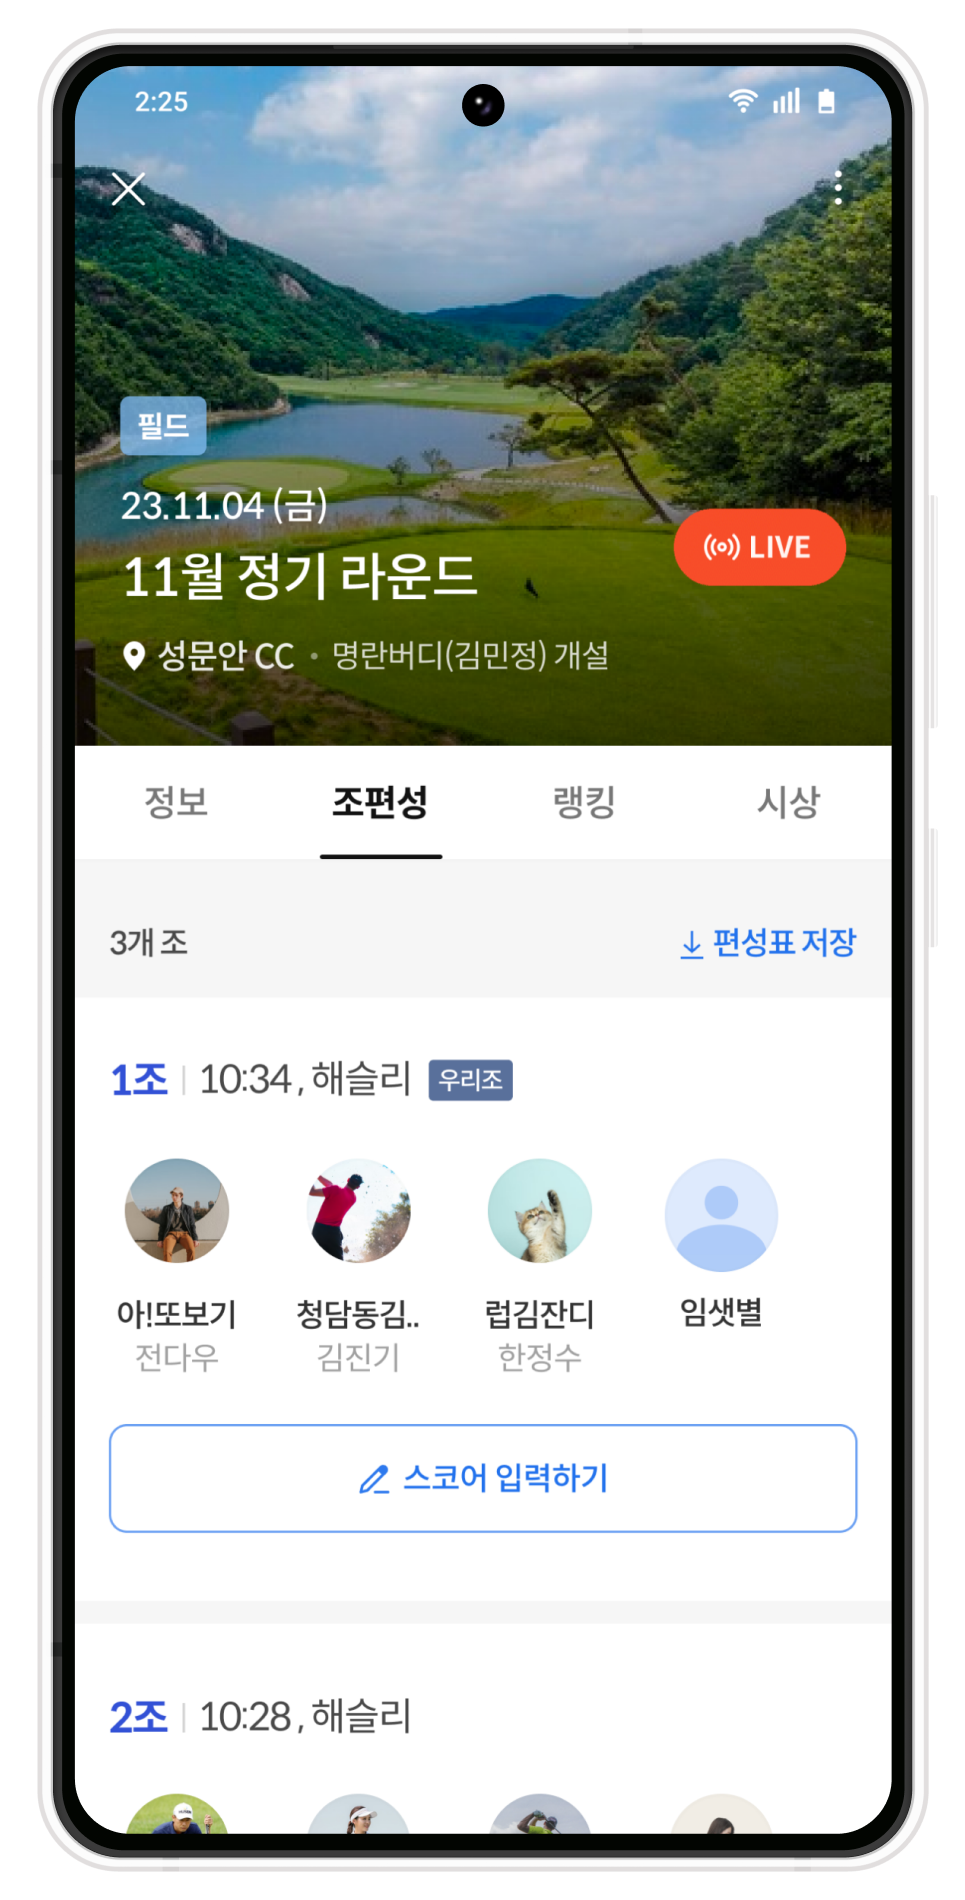 2:25
필드
23.11.04 (금)
11월 정기 라운드
LIVE
성문안 CC • 명란버디(김민정) 개설
정보 조편성 랭킹 시상
3개 조 편성표 저장
1조 | 10:34, 해슬리 우리조
아!또보기 청담동김.. 럽김잔디 임샛별
전다우 김진기 한정수
스코어 입력하기
2조 | 10:28, 해슬리